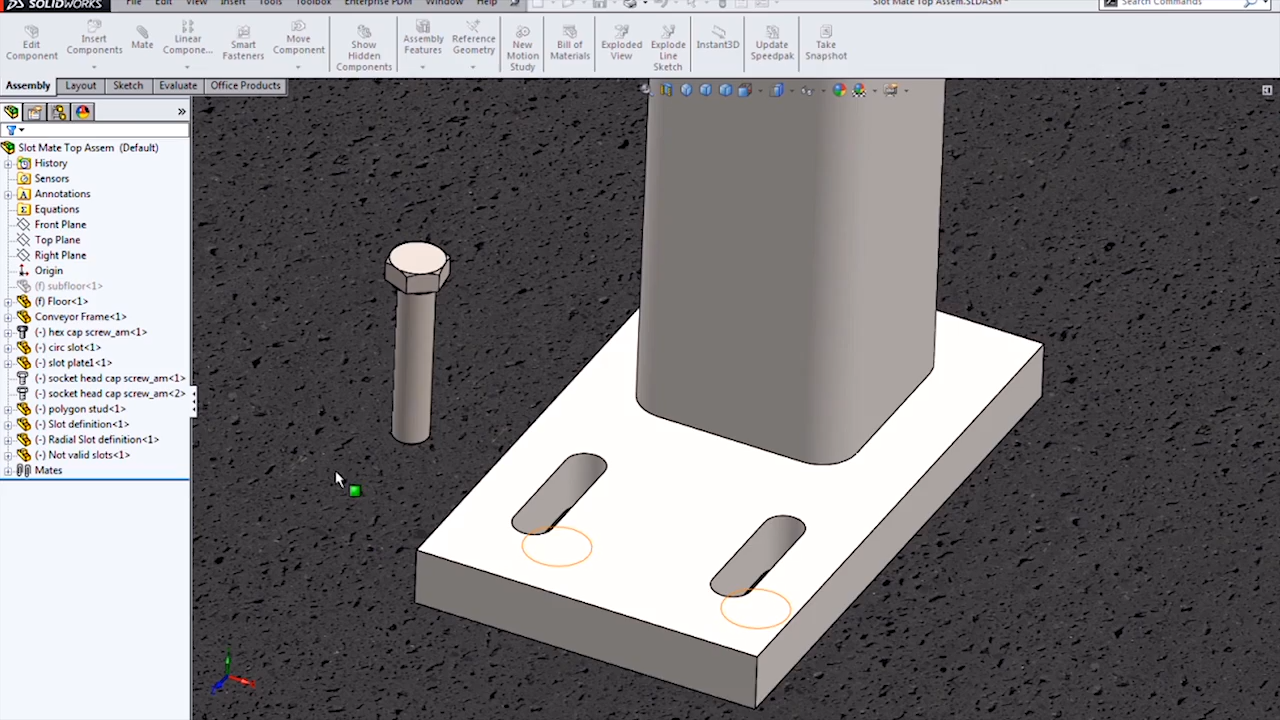 SOLIDWORKS File Edit View Insert Tools Toolbox Enterprise PDM Window Help Slot Mate Top Assem.SLDASM Search Commands
Edit Component
Insert Components
Mate
Linear Compone...
Smart Fasteners
Move Component
Show Hidden Components
Assembly Features
Reference Geometry
New Motion Study
Bill of Materials
Exploded View
Explode Line Sketch
Instant3D
Update Speedpak
Take Snapshot
Assembly Layout Sketch Evaluate Office Products
Slot Mate Top Assem (Default)
History
Sensors
Annotations
Equations
Front Plane
Top Plane
Right Plane
Origin
(f) subfloor<1>
(f) Floor<1>
Conveyor Frame<1>
(-) hex cap screw_am<1>
(-) circ slot<1>
(-) slot plate1<1>
(-) socket head cap screw_am<1>
(-) socket head cap screw_am<2>
(-) polygon stud<1>
(-) Slot definition<1>
(-) Radial Slot definition<1>
(-) Not valid slots<1>
Mates